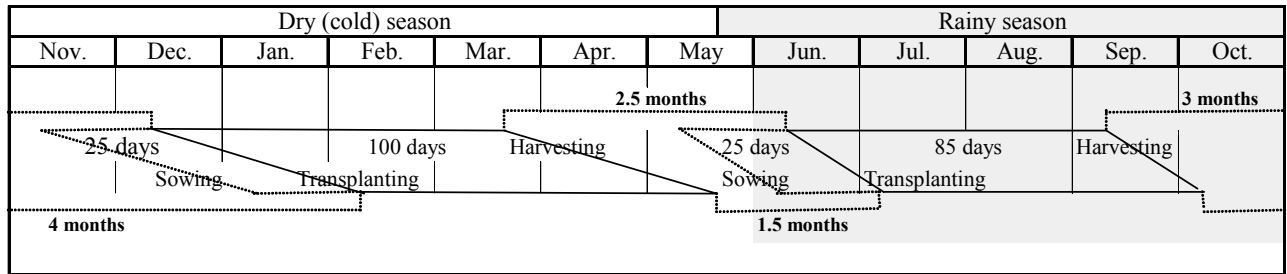 Dry (cold) season Rainy season
Nov. Dec. Jan. Feb. Mar. Apr. May Jun. Jul. Aug. Sep. Oct.
2.5 months 3 months
25 days 100 days Harvesting 25 days 85 days Harvesting
Sowing Transplanting Sowing Transplanting
4 months 1.5 months